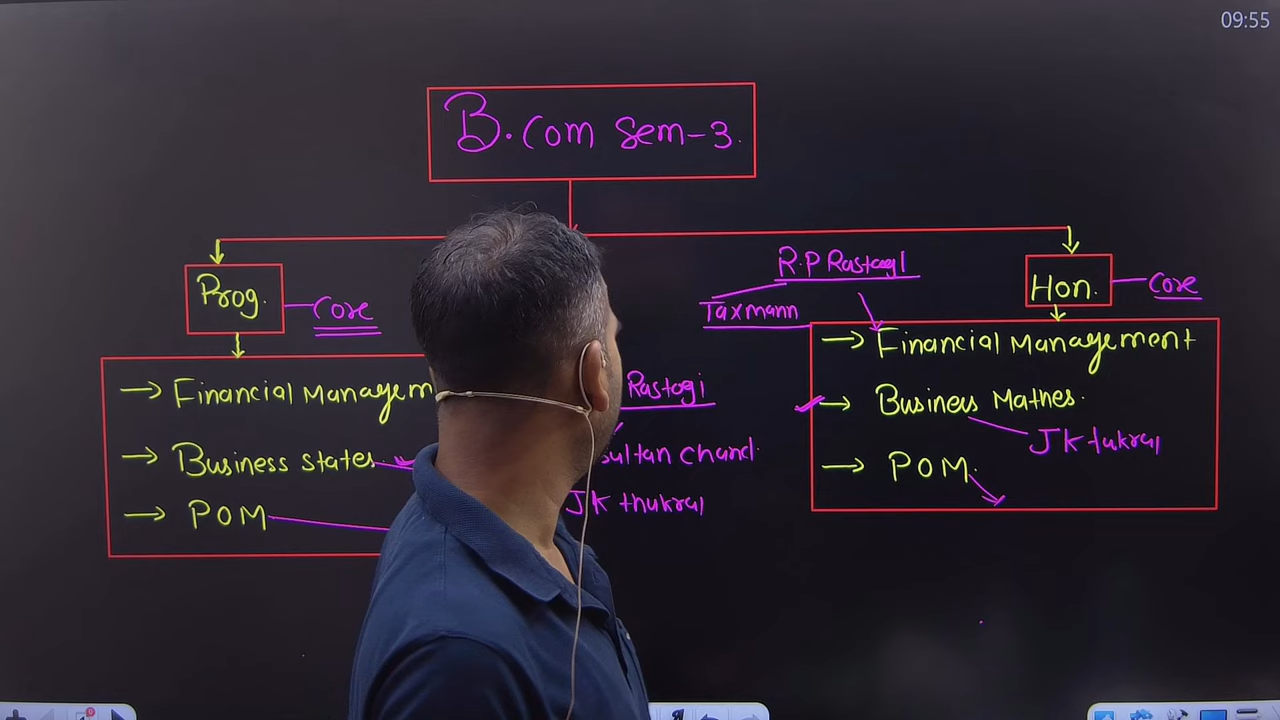 09:55
B.Com Sem-3.
Prog.
Core
Financial Managem
Business states
POM
Rastogi
Sultan chand.
JK thukral
R.P Rastogi
Taxmann
Hon.
Core
Financial Management
Business Mathes.
JK tukral
POM.